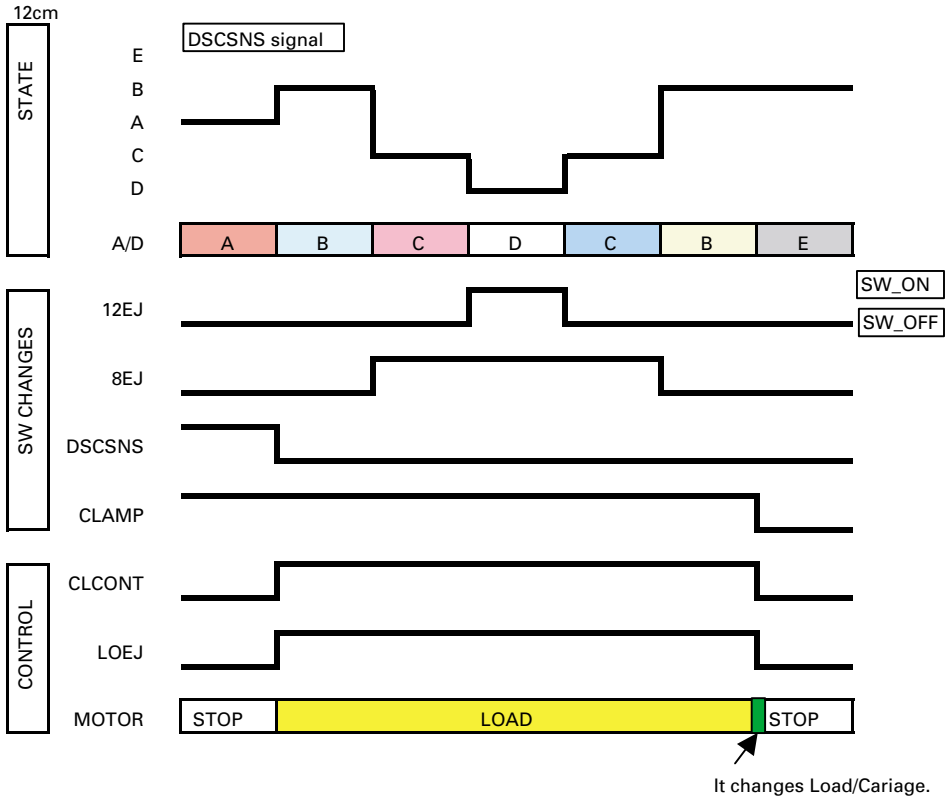 12cm
STATE
DSCSNS signal
E
B
A
C
D
A/D A B C D C B E
SW CHANGES
12EJ
SW_ON
SW_OFF
8EJ
DSCSNS
CLAMP
CONTROL
CLCONT
LOEJ
MOTOR STOP LOAD STOP
It changes Load/Cariage.